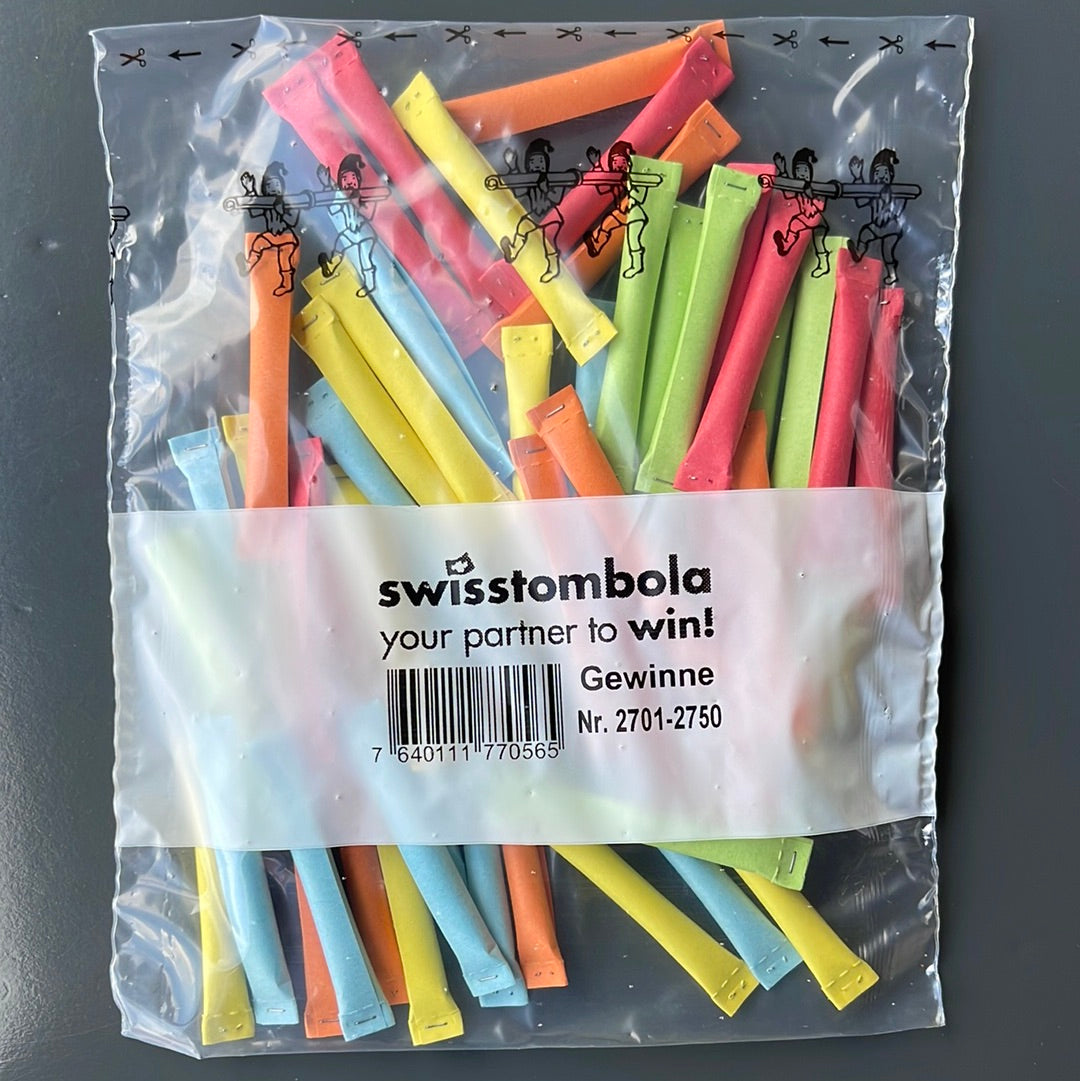 swisstombola
your partner to win!
Gewinne
Nr. 2701-2750
7 640111 770565